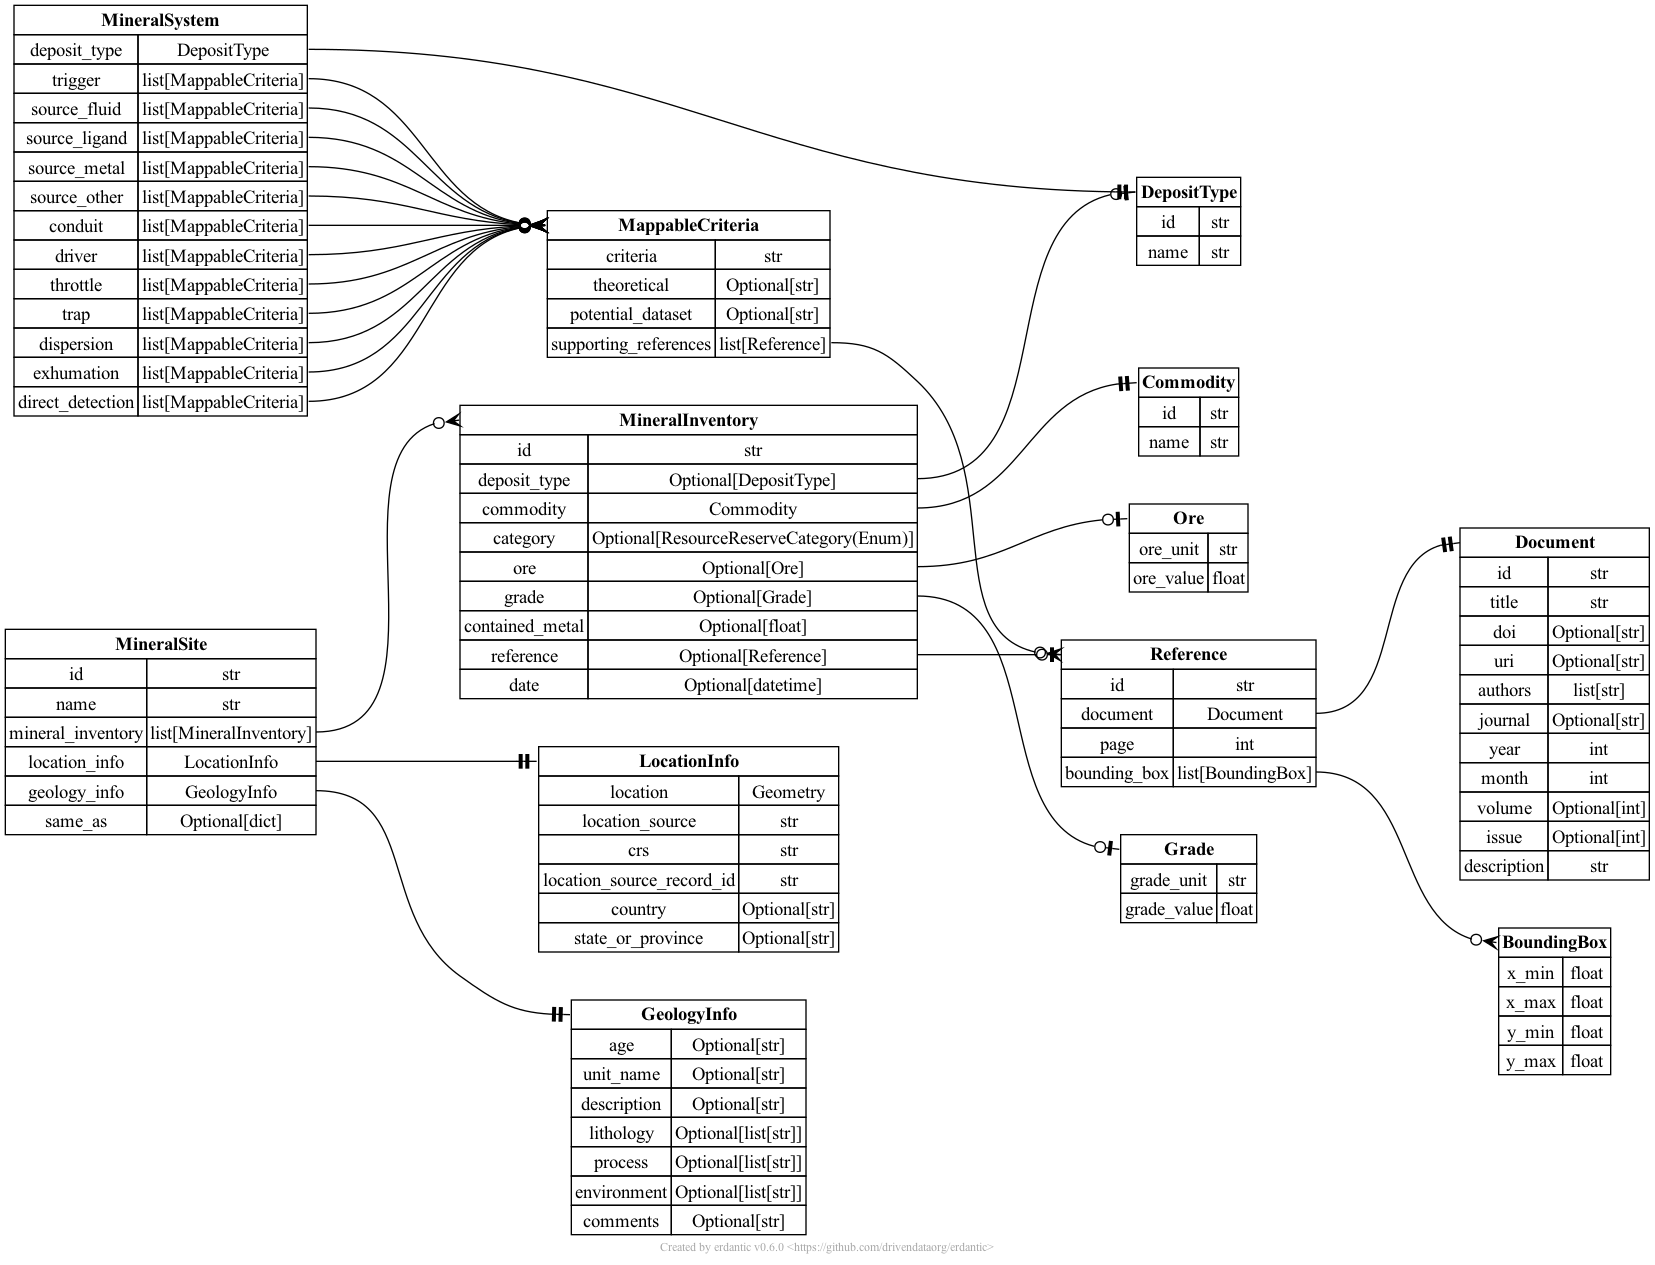 MineralSystem
deposit_type DepositType
trigger list[MappableCriteria]
source_fluid list[MappableCriteria]
source_ligand list[MappableCriteria]
source_metal list[MappableCriteria]
source_other list[MappableCriteria]
conduit list[MappableCriteria]
driver list[MappableCriteria]
throttle list[MappableCriteria]
trap list[MappableCriteria]
dispersion list[MappableCriteria]
exhumation list[MappableCriteria]
direct_detection list[MappableCriteria]
MappableCriteria
criteria str
theoretical Optional[str]
potential_dataset Optional[str]
supporting_references list[Reference]
DepositType
id str
name str
Commodity
id str
name str
MineralInventory
id str
deposit_type Optional[DepositType]
commodity Commodity
category Optional[ResourceReserveCategory(Enum)]
ore Optional[Ore]
grade Optional[Grade]
contained_metal Optional[float]
reference Optional[Reference]
date Optional[datetime]
Ore
ore_unit str
ore_value float
Document
id str
title str
doi Optional[str]
uri Optional[str]
authors list[str]
journal Optional[str]
year int
month int
volume Optional[int]
issue Optional[int]
description str
MineralSite
id str
name str
mineral_inventory list[MineralInventory]
location_info LocationInfo
geology_info GeologyInfo
same_as Optional[dict]
Reference
id str
document Document
page int
bounding_box list[BoundingBox]
LocationInfo
location Geometry
location_source str
crs str
location_source_record_id str
country Optional[str]
state_or_province Optional[str]
Grade
grade_unit str
grade_value float
BoundingBox
x_min float
x_max float
y_min float
y_max float
GeologyInfo
age Optional[str]
unit_name Optional[str]
description Optional[str]
lithology Optional[list[str]]
process Optional[list[str]]
environment Optional[list[str]]
comments Optional[str]
Created by erdantic v0.6.0 <https://github.com/drivendataorg/erdantic>